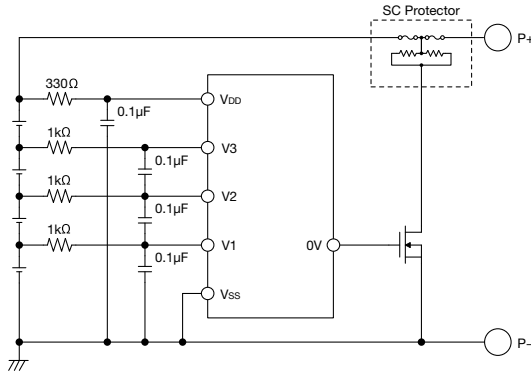 SC Protector
P+
330Ω
0.1µF
VDD
1kΩ
0.1µF
V3
1kΩ
0.1µF
V2
1kΩ
0.1µF
V1
0V
VSS
P−